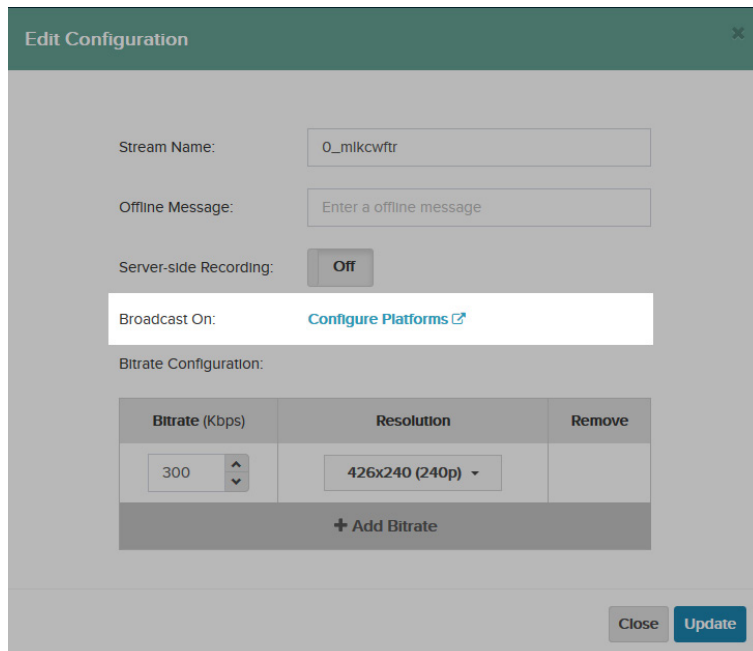 Edit Configuration
Stream Name: 0_mlkcwftr
Offline Message: Enter a offline message
Server-side Recording: Off
Broadcast On: Configure Platforms
Bitrate Configuration:
Bitrate (Kbps) Resolution Remove
300 426x240 (240p)
+ Add Bitrate
Close Update